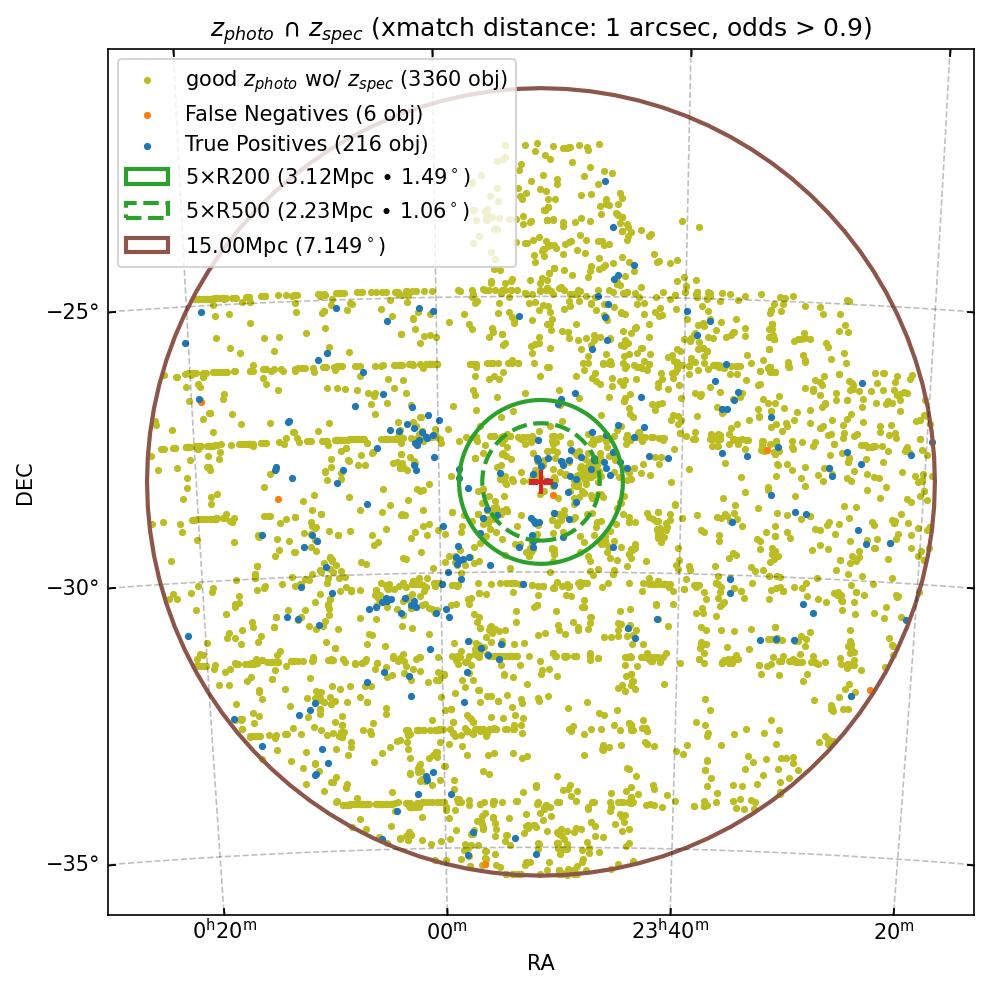 z_photo ∩ z_spec (xmatch distance: 1 arcsec, odds > 0.9)
good z_photo wo/ z_spec (3360 obj)
False Negatives (6 obj)
True Positives (216 obj)
5×R200 (3.12Mpc • 1.49°)
5×R500 (2.23Mpc • 1.06°)
15.00Mpc (7.149°)
−25°
−30°
−35°
DEC
0h20m
00m
23h40m
20m
RA